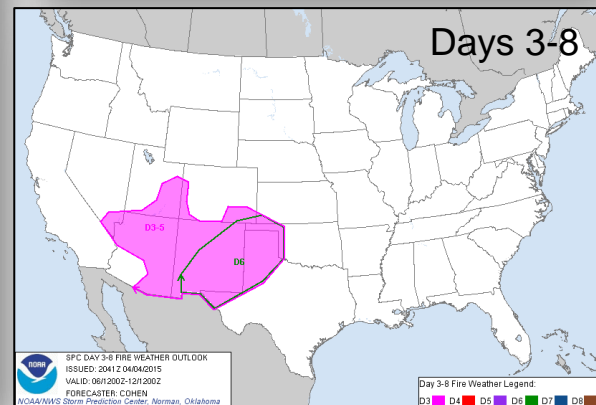 Days 3-8
D3-5
D6
NOAA
SPC DAY 3-8 FIRE WEATHER OUTLOOK
ISSUED: 2041Z 04/04/2015
VALID: 06/1200Z-12/1200Z
FORECASTER: COHEN
NOAA/NWS Storm Prediction Center, Norman, Oklahoma
Day 3-8 Fire Weather Legend:
D3 D4 D5 D6 D7 D8